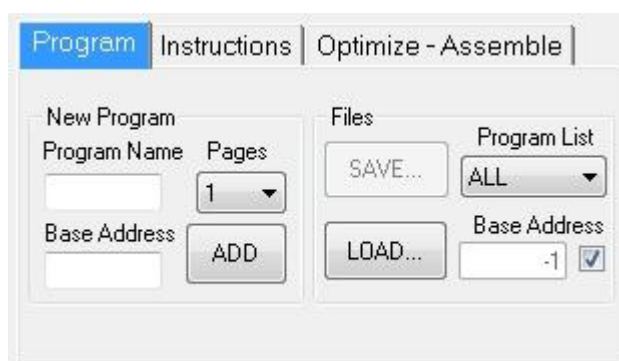 Program Instructions Optimize - Assemble
New Program
Program Name Pages
1
Base Address
ADD
Files
Program List
SAVE... ALL
Base Address
LOAD... -1